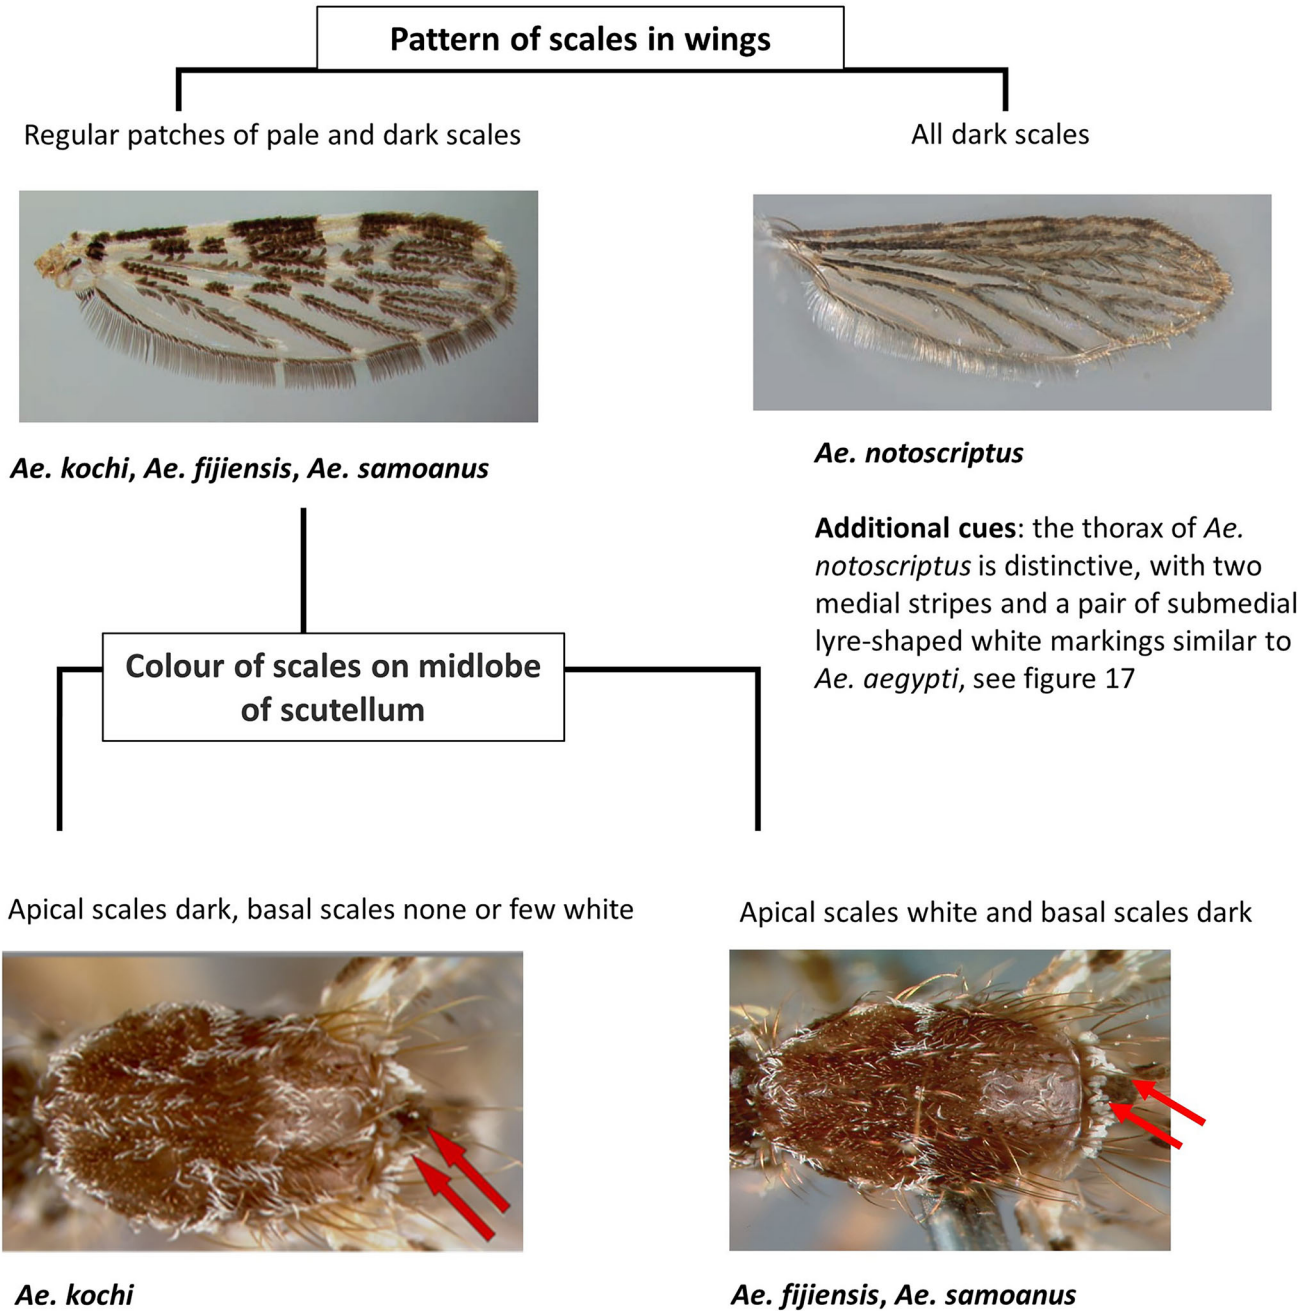 Pattern of scales in wings
Regular patches of pale and dark scales
All dark scales
Ae. kochi, Ae. fijiensis, Ae. samoanus
Ae. notoscriptus
Additional cues: the thorax of Ae.
notoscriptus is distinctive, with two
medial stripes and a pair of submedial
lyre-shaped white markings similar to
Ae. aegypti, see figure 17
Colour of scales on midlobe
of scutellum
Apical scales dark, basal scales none or few white
Apical scales white and basal scales dark
Ae. kochi
Ae. fijiensis, Ae. samoanus